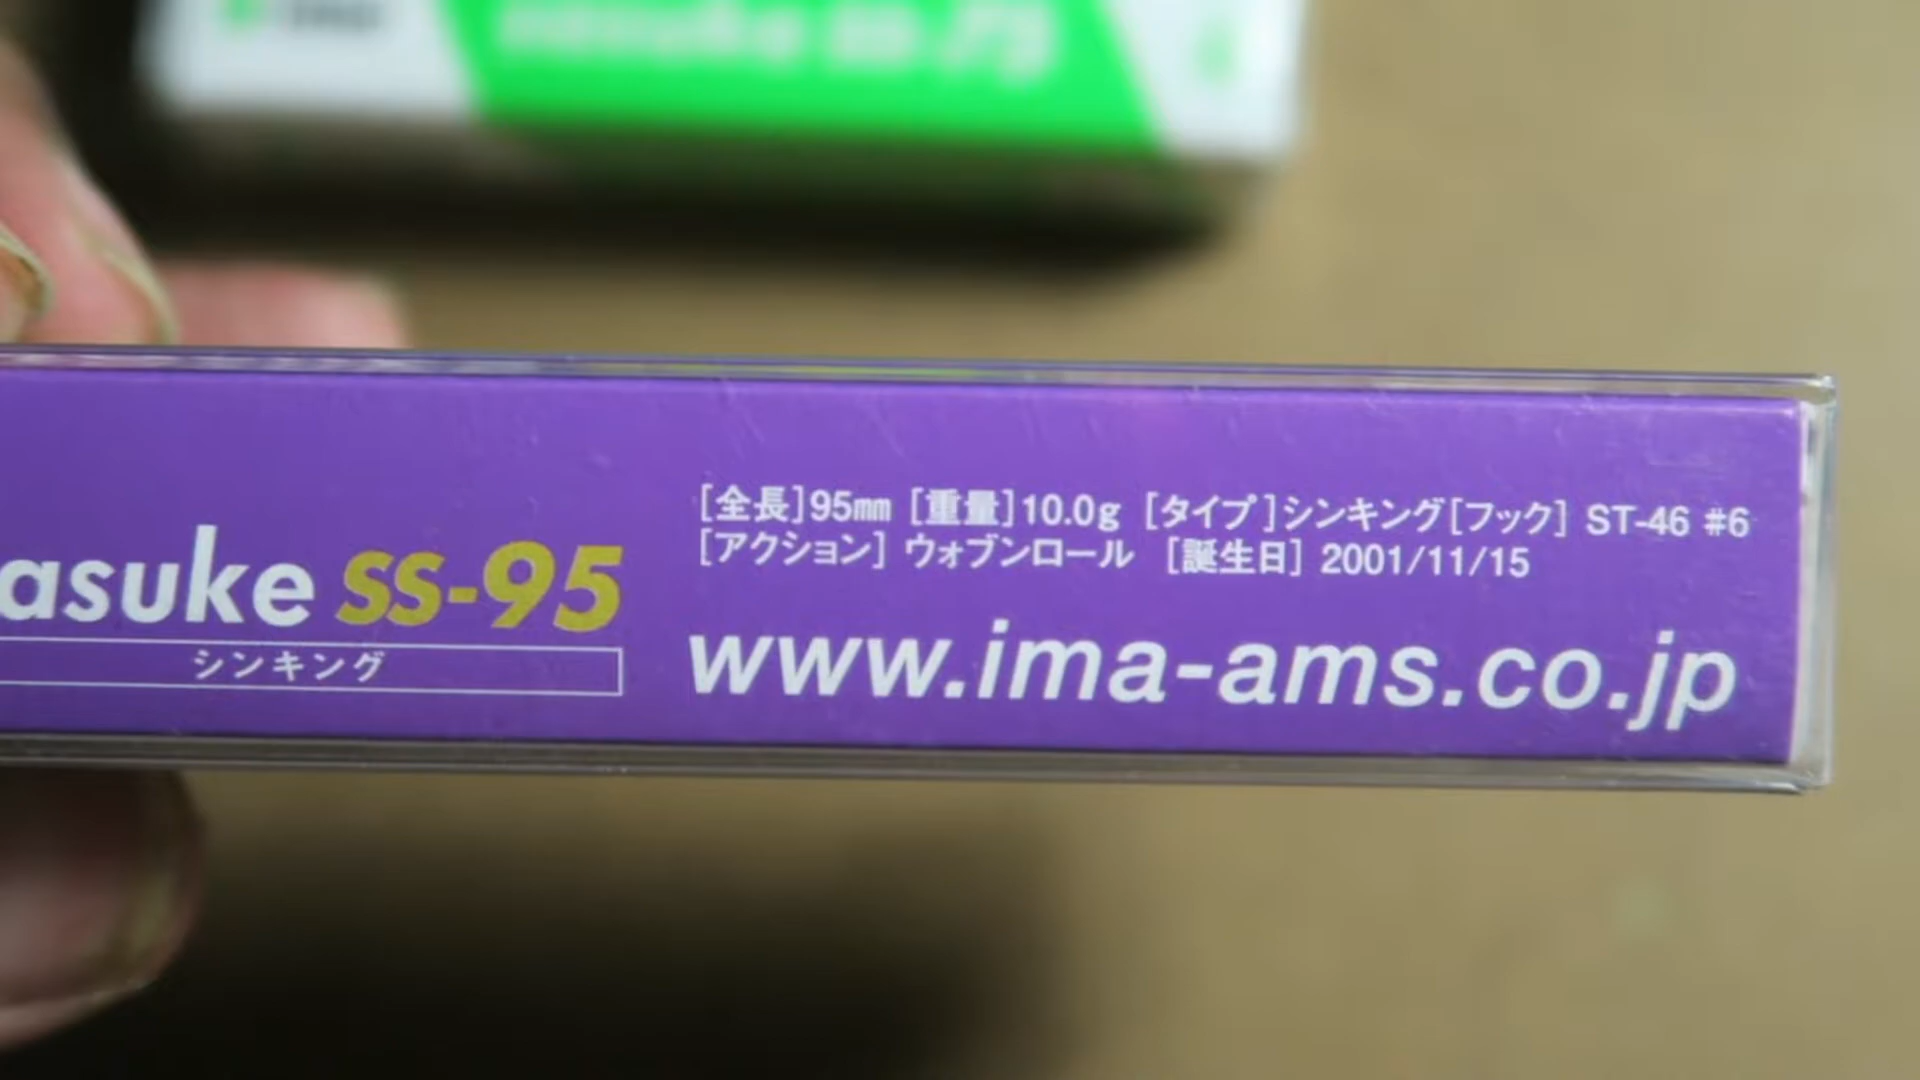 asuke SS-95
シンキング
[全長]95㎜ [重量]10.0g [タイプ]シンキング[フック] ST-46 #6
[アクション] ウォブンロール [誕生日] 2001/11/15
www.ima-ams.co.jp